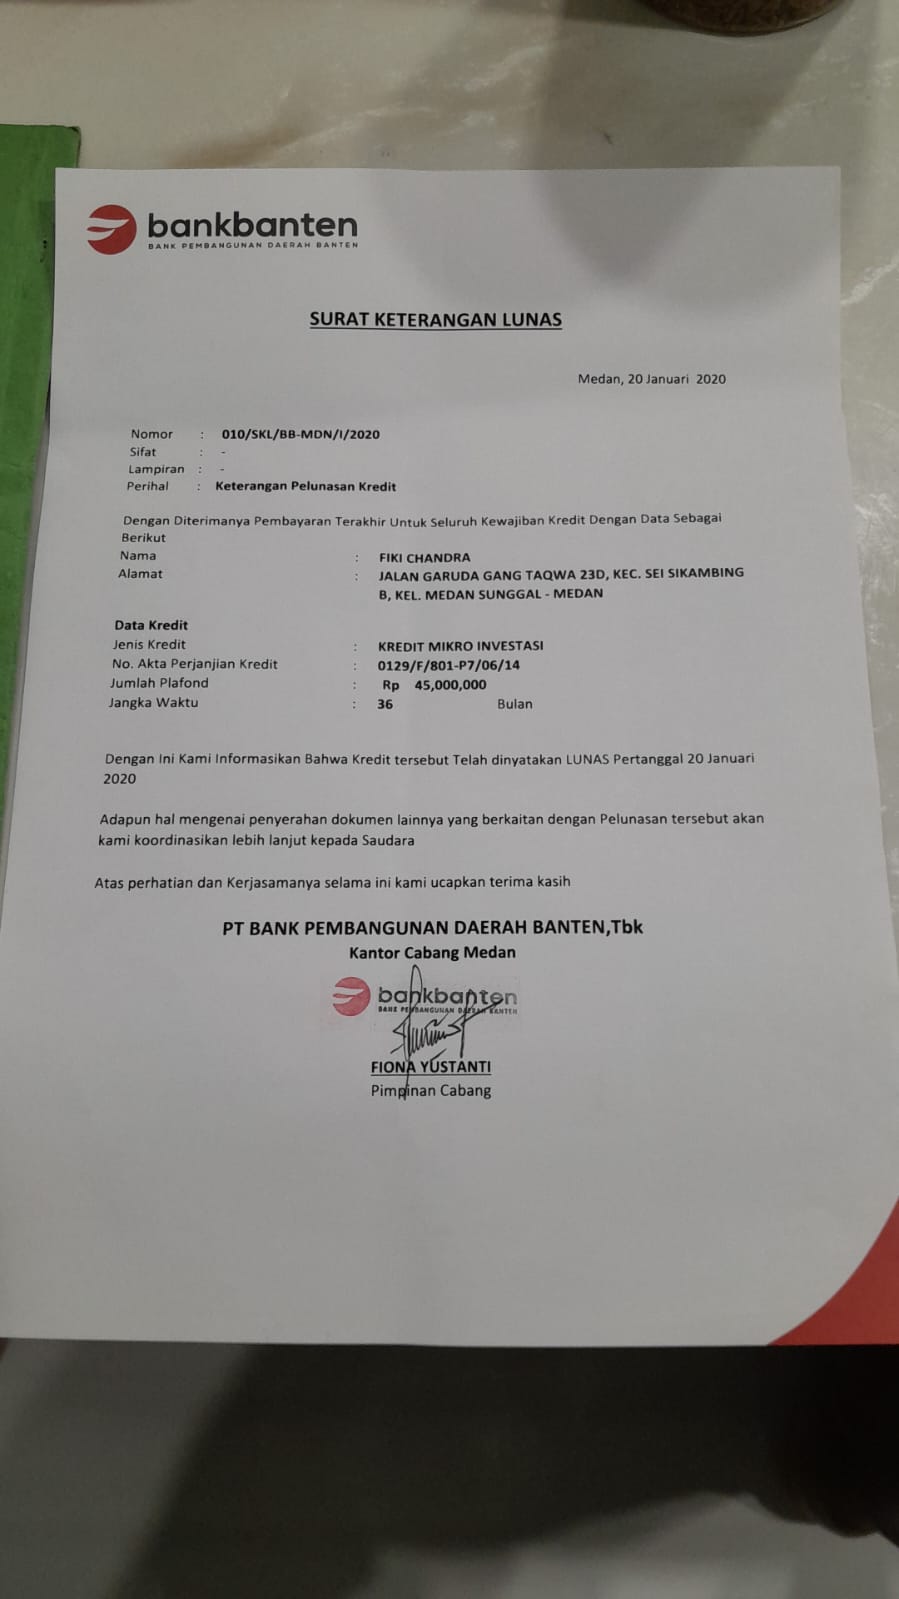 bankbanten
BANK PEMBANGUNAN DAERAH BANTEN
SURAT KETERANGAN LUNAS
Medan, 20 Januari 2020
Nomor : 010/SKL/BB-MDN/I/2020
Sifat : -
Lampiran : -
Perihal : Keterangan Pelunasan Kredit
Dengan Diterimanya Pembayaran Terakhir Untuk Seluruh Kewajiban Kredit Dengan Data Sebagai
Berikut
Nama : FIKI CHANDRA
Alamat : JALAN GARUDA GANG TAQWA 23D, KEC. SEI SIKAMBING
B, KEL. MEDAN SUNGGAL - MEDAN
Data Kredit
Jenis Kredit : KREDIT MIKRO INVESTASI
No. Akta Perjanjian Kredit : 0129/F/801-P7/06/14
Jumlah Plafond : Rp 45,000,000
Jangka Waktu : 36 Bulan
Dengan Ini Kami Informasikan Bahwa Kredit tersebut Telah dinyatakan LUNAS Pertanggal 20 Januari
2020
Adapun hal mengenai penyerahan dokumen lainnya yang berkaitan dengan Pelunasan tersebut akan
kami koordinasikan lebih lanjut kepada Saudara
Atas perhatian dan Kerjasamanya selama ini kami ucapkan terima kasih
PT BANK PEMBANGUNAN DAERAH BANTEN,Tbk
Kantor Cabang Medan
bankbanten
BANK PEMBANGUNAN DAERAH BANTEN
FIONA YUSTANTI
Pimpinan Cabang